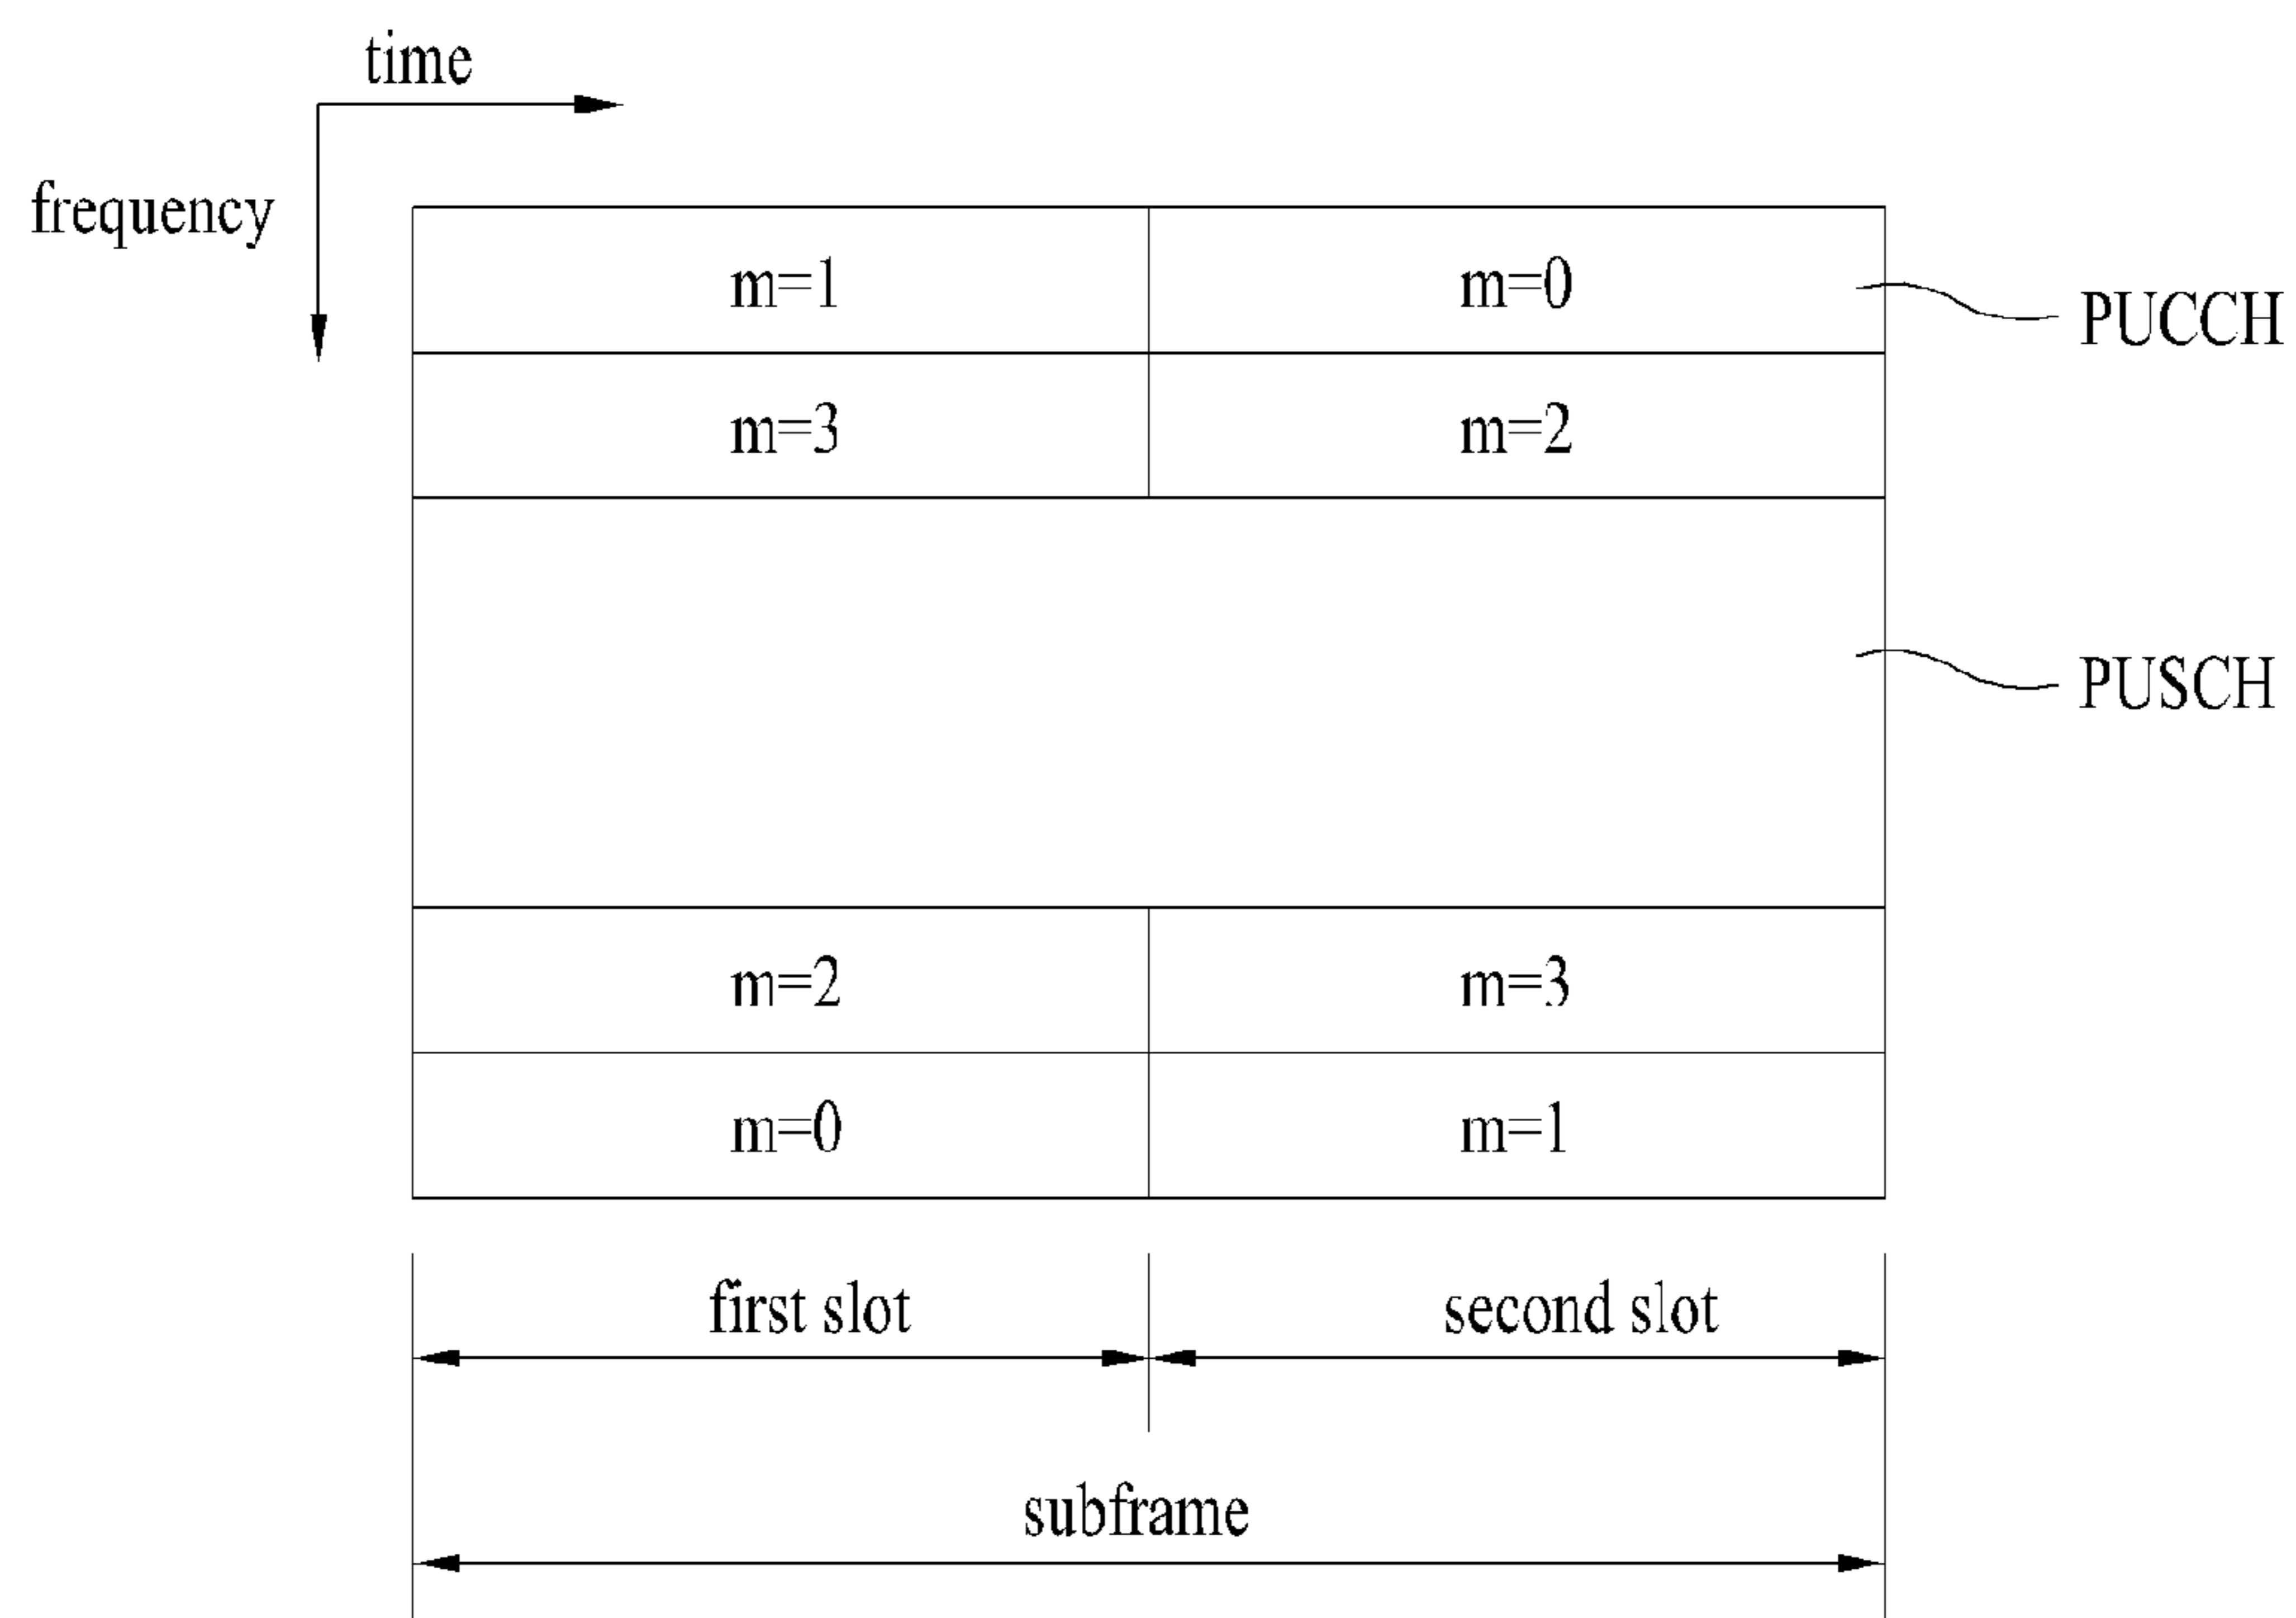 time
frequency
m=1
m=0
PUCCH
m=3
m=2
PUSCH
m=2
m=3
m=0
m=1
first slot
second slot
subframe